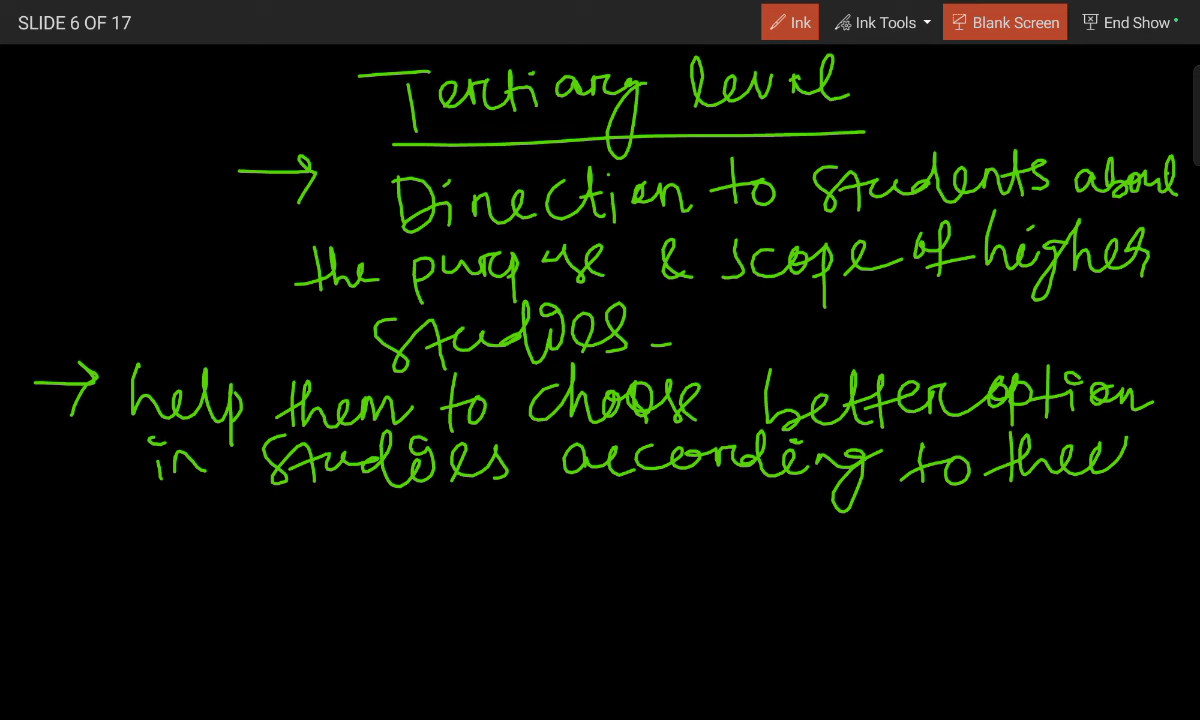 SLIDE 6 OF 17 Ink Ink Tools Blank Screen End Show
Tertiary level
→ Direction to students about
the purpose & scope of higher
studies -
→ help them to choose better option
in studies according to